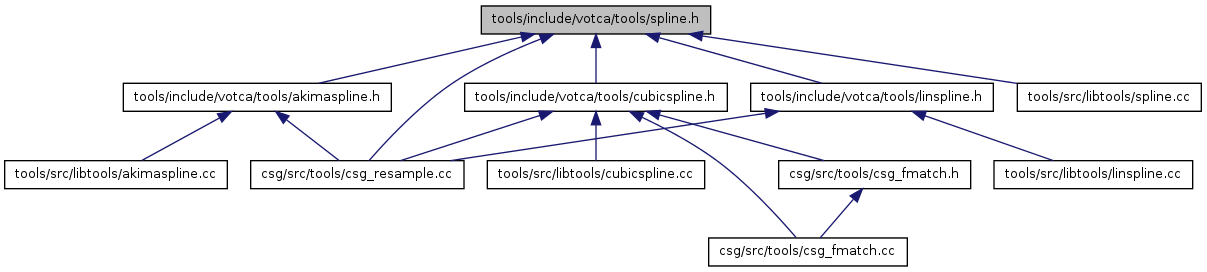 tools/include/votca/tools/spline.h
tools/include/votca/tools/akimaspline.h
tools/include/votca/tools/cubicspline.h
tools/include/votca/tools/linspline.h
tools/src/libtools/spline.cc
tools/src/libtools/akimaspline.cc
csg/src/tools/csg_resample.cc
tools/src/libtools/cubicspline.cc
csg/src/tools/csg_fmatch.h
tools/src/libtools/linspline.cc
csg/src/tools/csg_fmatch.cc